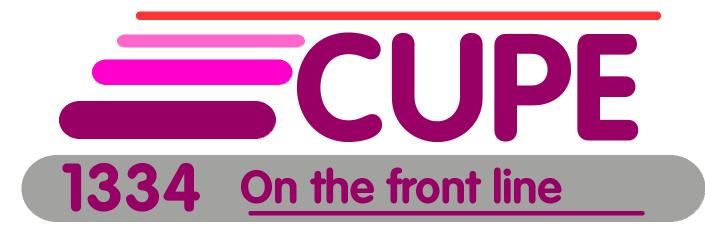 CUPE
1334 On the front line